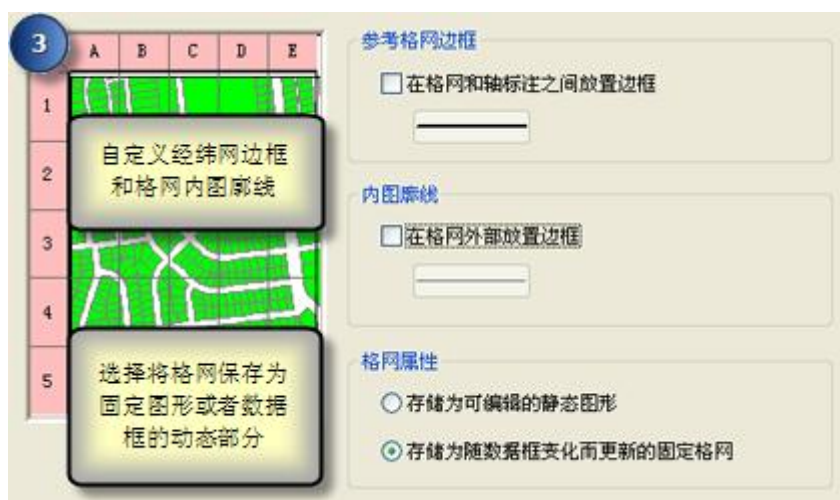 3
A B C D E
1
2
3
4
5
自定义经纬网边框
和格网内图廓线
选择将格网保存为
固定图形或者数据
框的动态部分
参考格网边框
在格网和轴标注之间放置边框
内图廓线
在格网外部放置边框
格网属性
存储为可编辑的静态图形
存储为随数据框变化而更新的固定格网